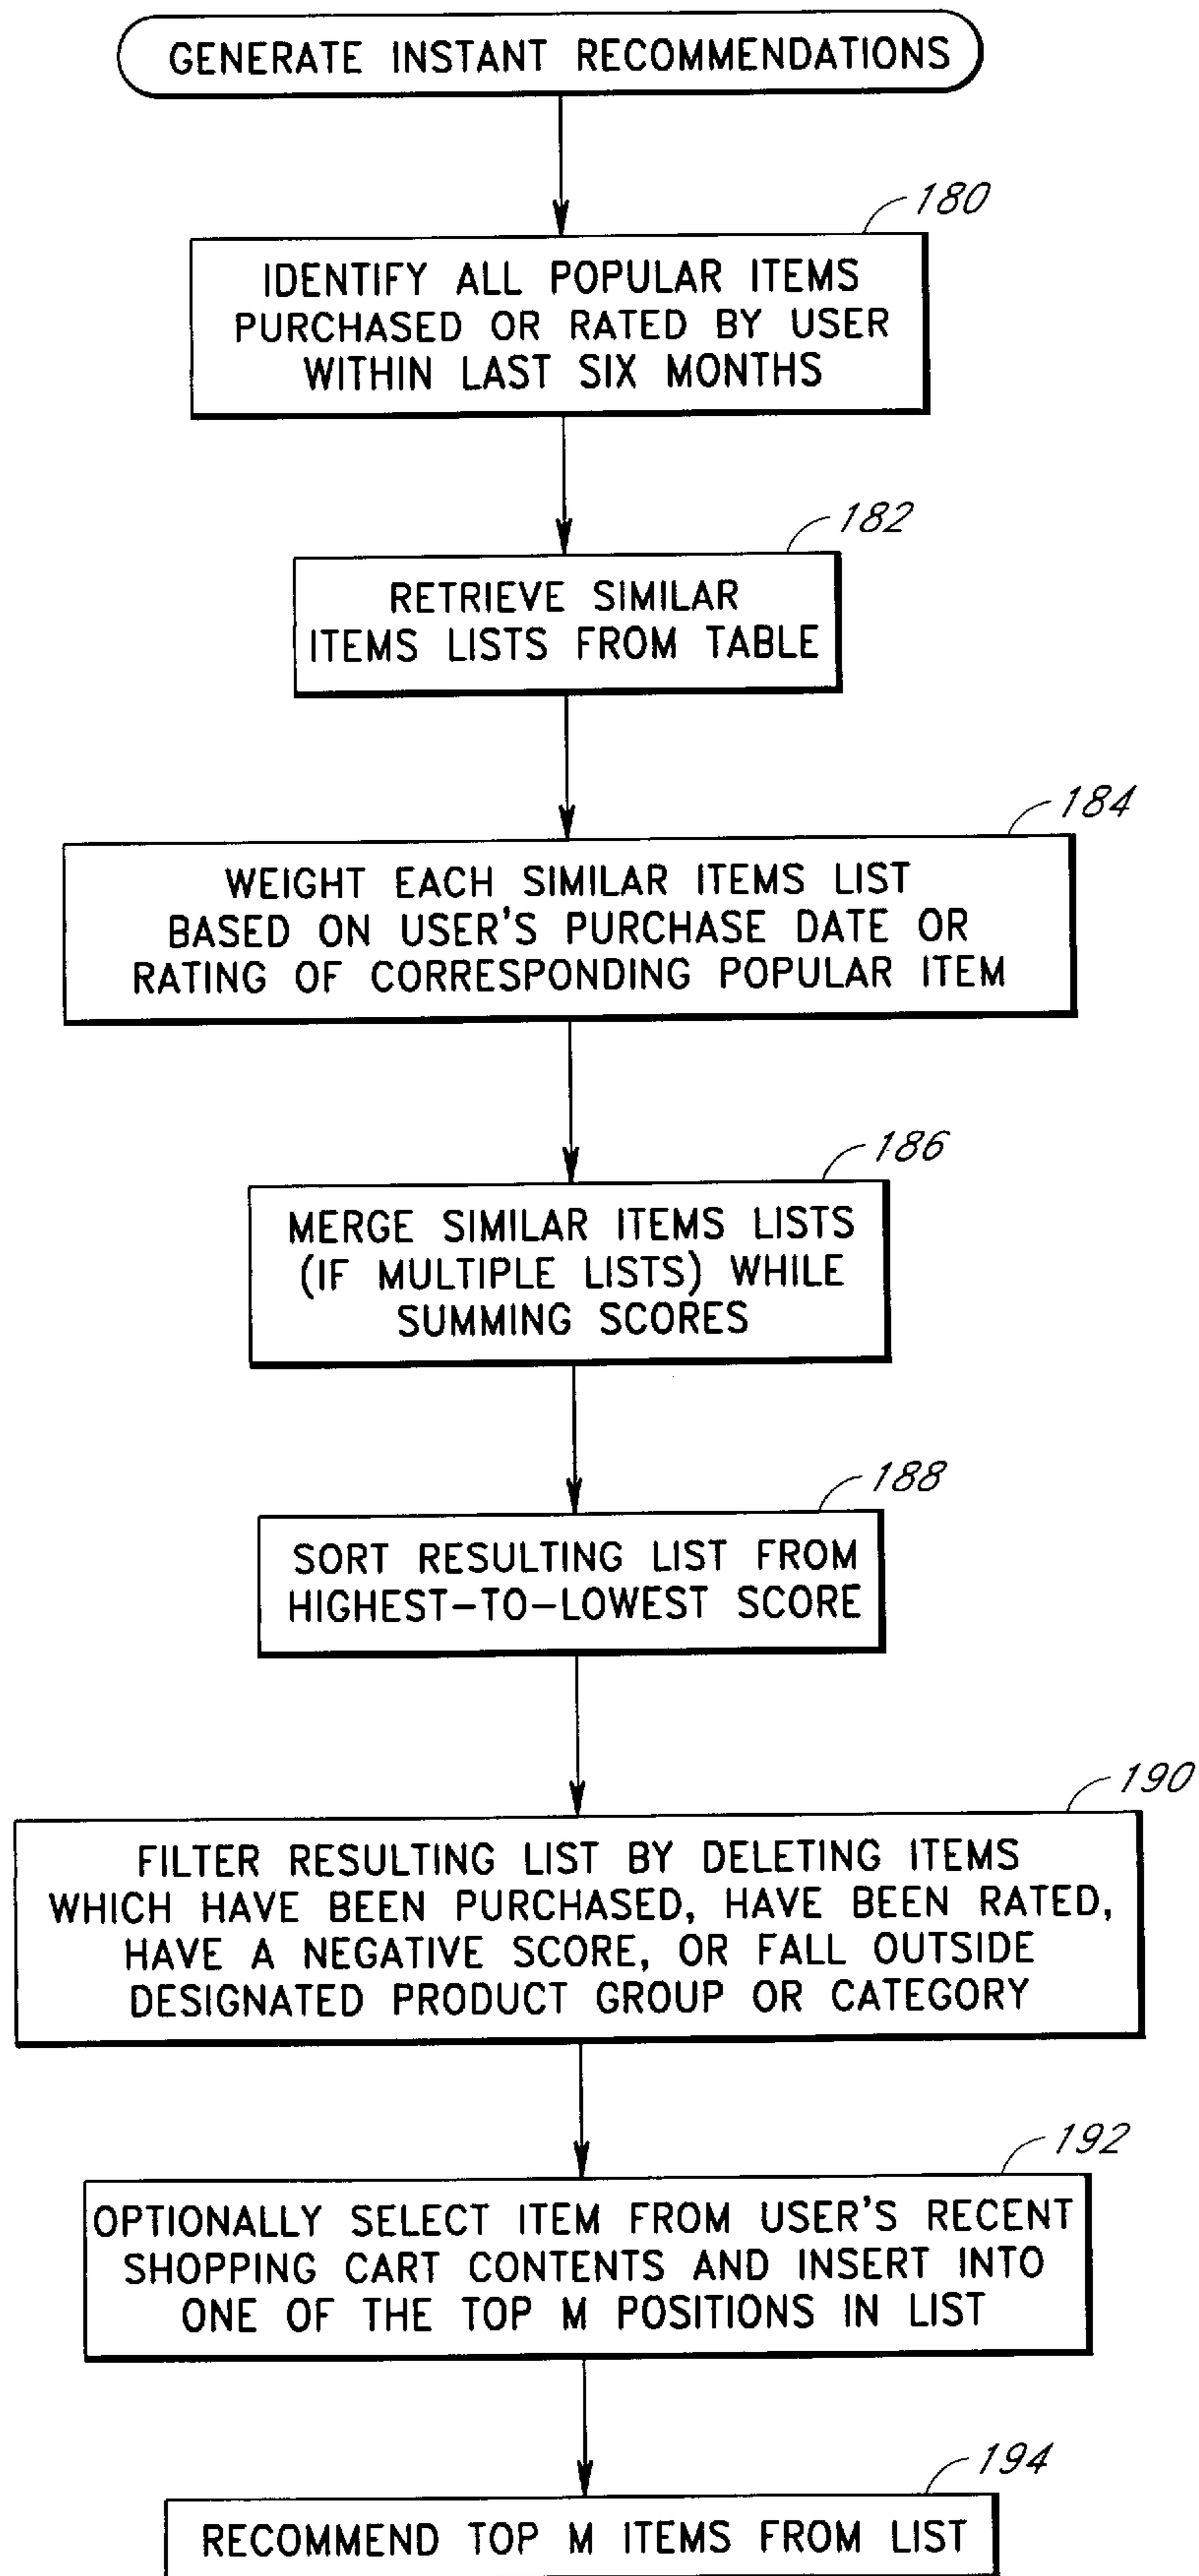 GENERATE INSTANT RECOMMENDATIONS
180
IDENTIFY ALL POPULAR ITEMS
PURCHASED OR RATED BY USER
WITHIN LAST SIX MONTHS
182
RETRIEVE SIMILAR
ITEMS LISTS FROM TABLE
184
WEIGHT EACH SIMILAR ITEMS LIST
BASED ON USER'S PURCHASE DATE OR
RATING OF CORRESPONDING POPULAR ITEM
186
MERGE SIMILAR ITEMS LISTS
(IF MULTIPLE LISTS) WHILE
SUMMING SCORES
188
SORT RESULTING LIST FROM
HIGHEST-TO-LOWEST SCORE
190
FILTER RESULTING LIST BY DELETING ITEMS
WHICH HAVE BEEN PURCHASED, HAVE BEEN RATED,
HAVE A NEGATIVE SCORE, OR FALL OUTSIDE
DESIGNATED PRODUCT GROUP OR CATEGORY
192
OPTIONALLY SELECT ITEM FROM USER'S RECENT
SHOPPING CART CONTENTS AND INSERT INTO
ONE OF THE TOP M POSITIONS IN LIST
194
RECOMMEND TOP M ITEMS FROM LIST